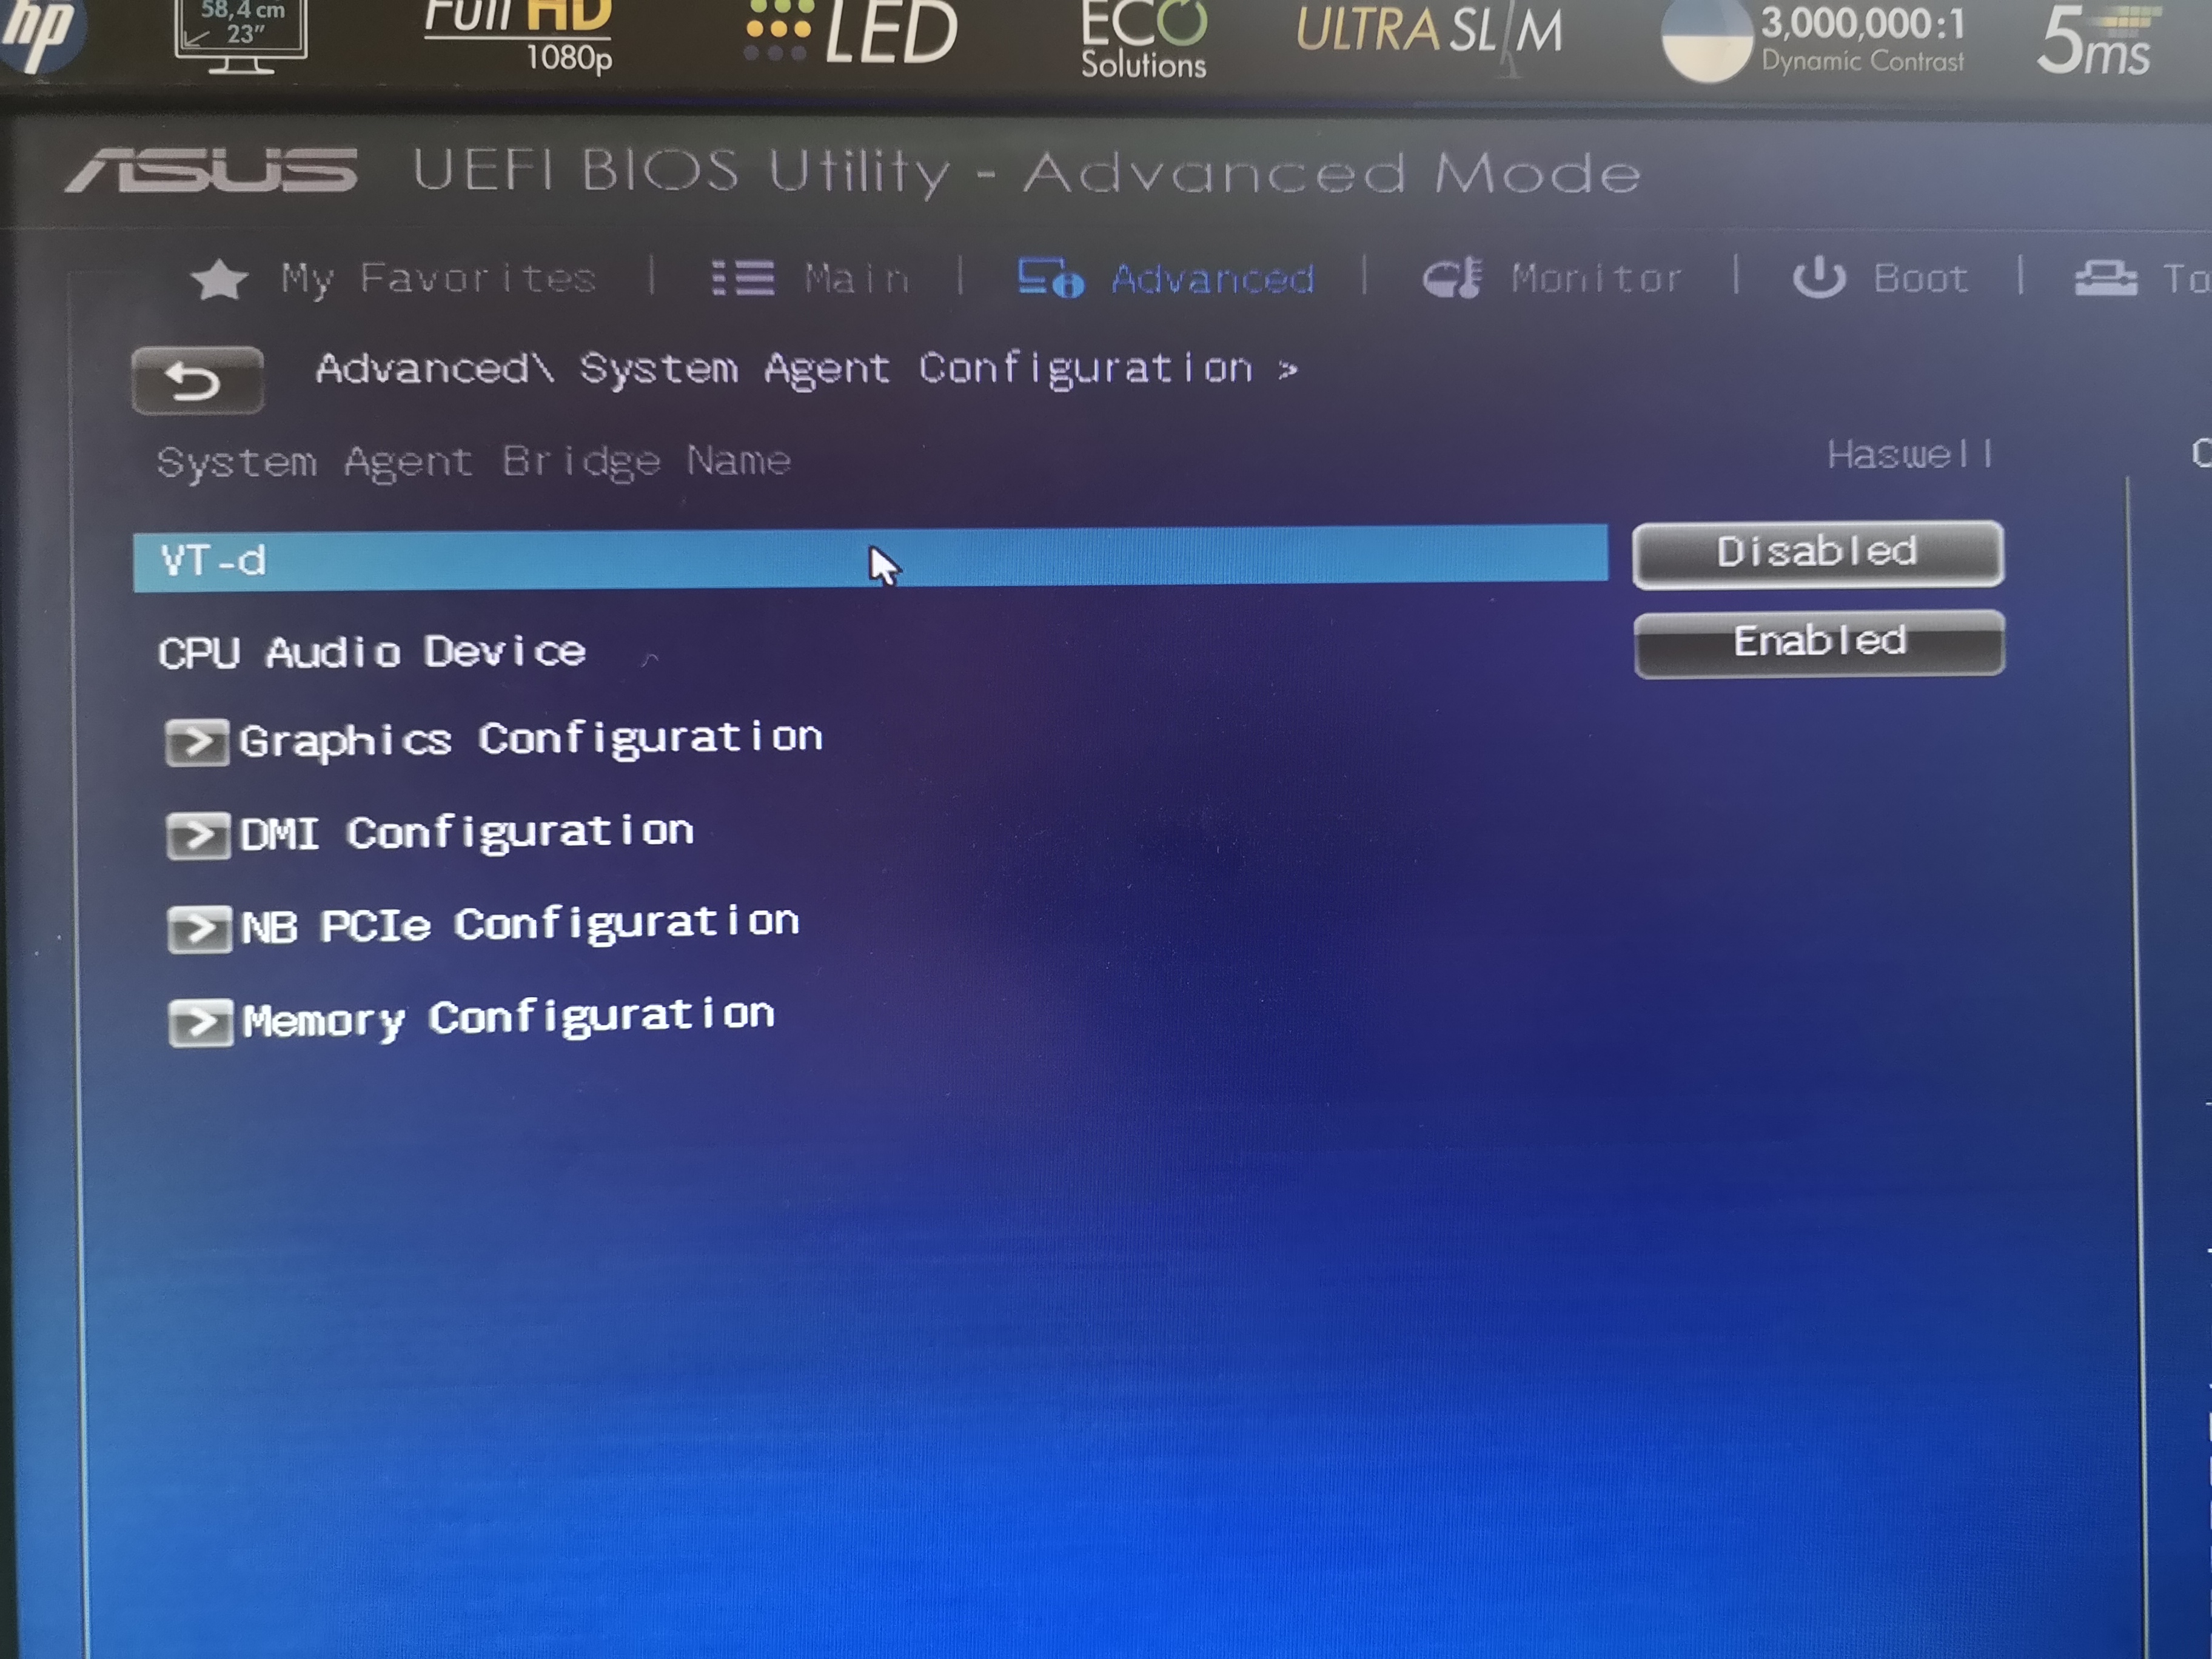 hp
58,4 cm
23"
Full HD
1080p
LED
ECO
Solutions
ULTRA SLIM
3,000,000:1
Dynamic Contrast
5ms
ASUS UEFI BIOS Utility - Advanced Mode
My Favorites | Main | Advanced | Monitor | Boot |
Advanced\ System Agent Configuration >
System Agent Bridge Name Haswell
VT-d Disabled
CPU Audio Device Enabled
> Graphics Configuration
> DMI Configuration
> NB PCIe Configuration
> Memory Configuration